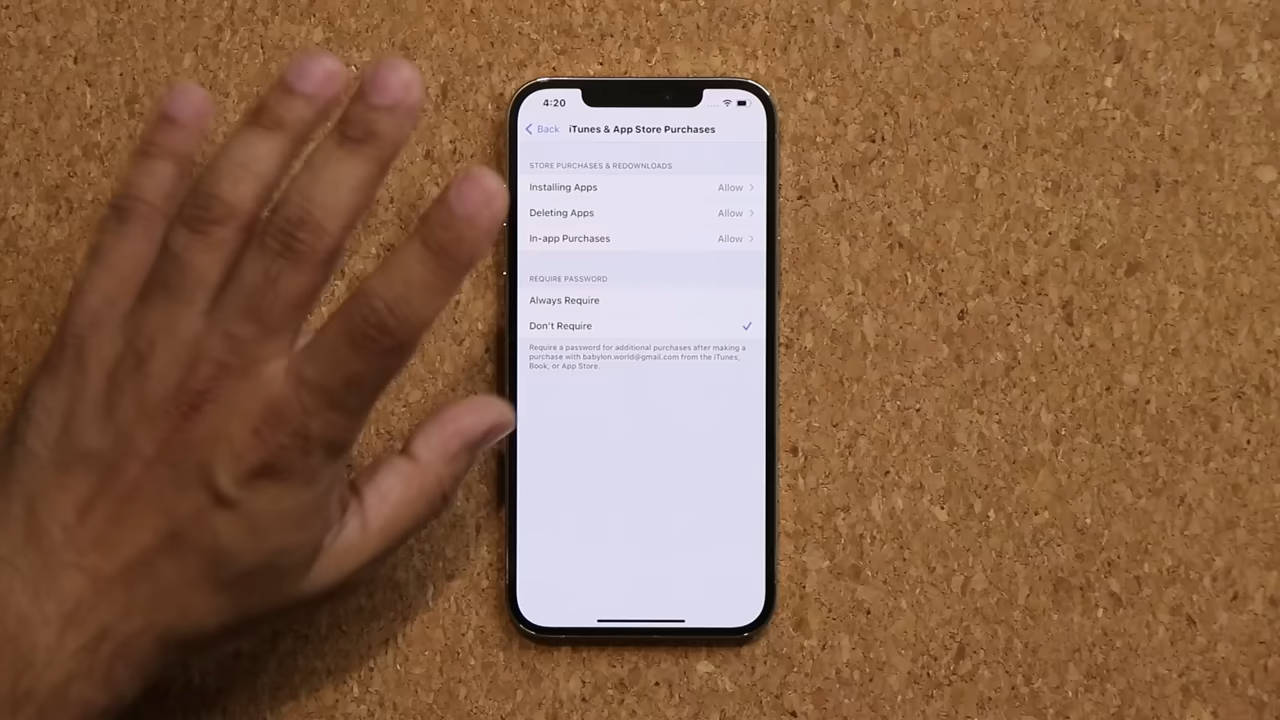 4:20
Back iTunes & App Store Purchases
STORE PURCHASES & REDOWNLOADS
Installing Apps Allow
Deleting Apps Allow
In-app Purchases Allow
REQUIRE PASSWORD
Always Require
Don't Require
Require a password for additional purchases after making a
purchase with babylon.world@gmail.com from the iTunes,
Book, or App Store.